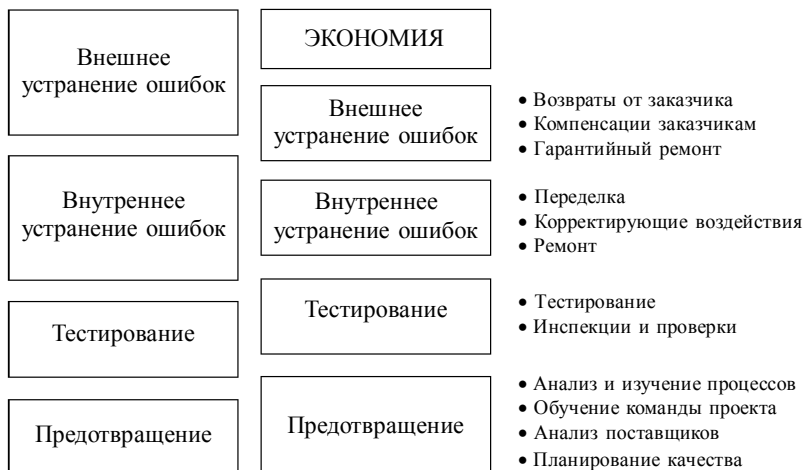 Внешнее
устранение ошибок
Внутреннее
устранение ошибок
Тестирование
Предотвращение
ЭКОНОМИЯ
Внешнее
устранение ошибок
Внутреннее
устранение ошибок
Тестирование
Предотвращение
• Возвраты от заказчика
• Компенсации заказчикам
• Гарантийный ремонт
• Переделка
• Корректирующие воздействия
• Ремонт
• Тестирование
• Инспекции и проверки
• Анализ и изучение процессов
• Обучение команды проекта
• Анализ поставщиков
• Планирование качества